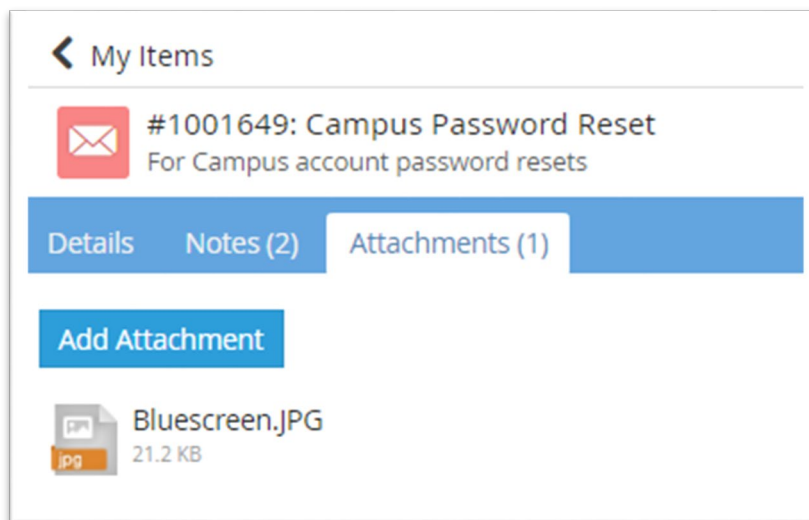 My Items
#1001649: Campus Password Reset
For Campus account password resets
Details Notes (2) Attachments (1)
Add Attachment
Bluescreen.JPG
jpg
21.2 KB